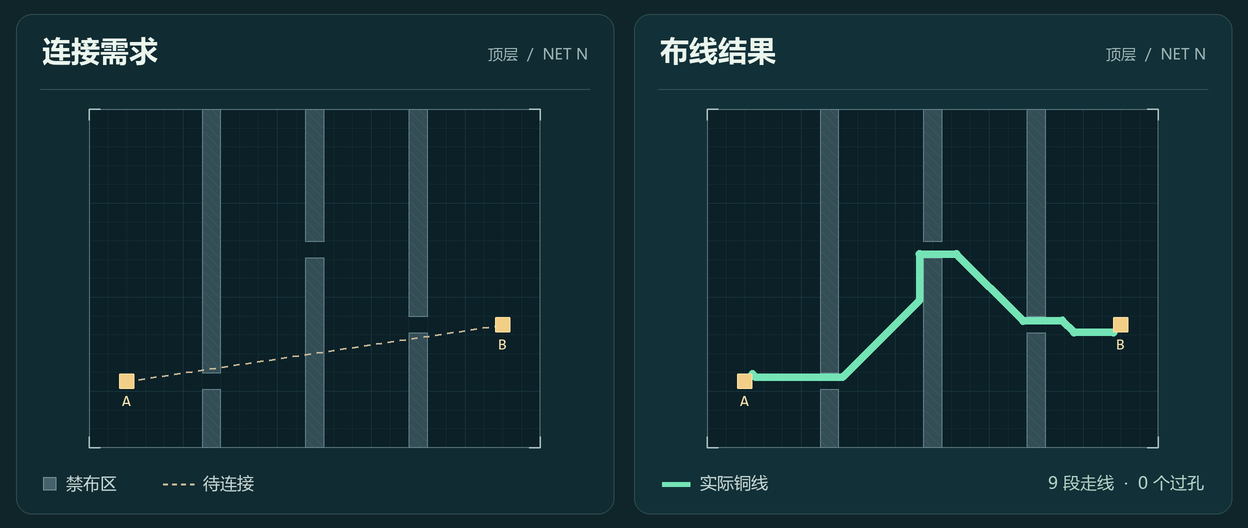 连接需求
顶层 / NET N
A
B
禁布区
待连接
布线结果
顶层 / NET N
A
B
实际铜线
9 段走线 · 0 个过孔